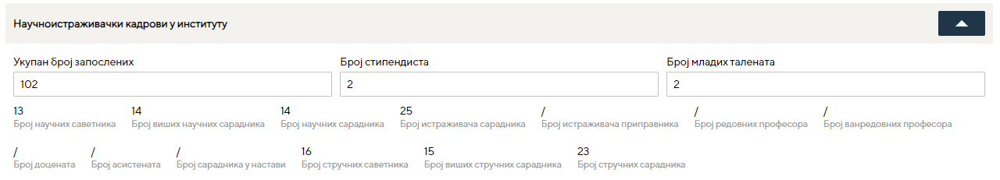 Научноистраживачки кадрови у институту
Укупан број запослених Број стипендиста Број младих талената
102 2 2
13 14 14 25 / / /
Број научних саветника Број виших научних сарадника Број научних сарадника Број истраживача сарадника Број истраживача приправника Број редовних професора Број ванредовних професора
/ / / 16 15 23
Број доцената Број асистената Број сарадника у настави Број стручних саветника Број виших стручних сарадника Број стручних сарадника